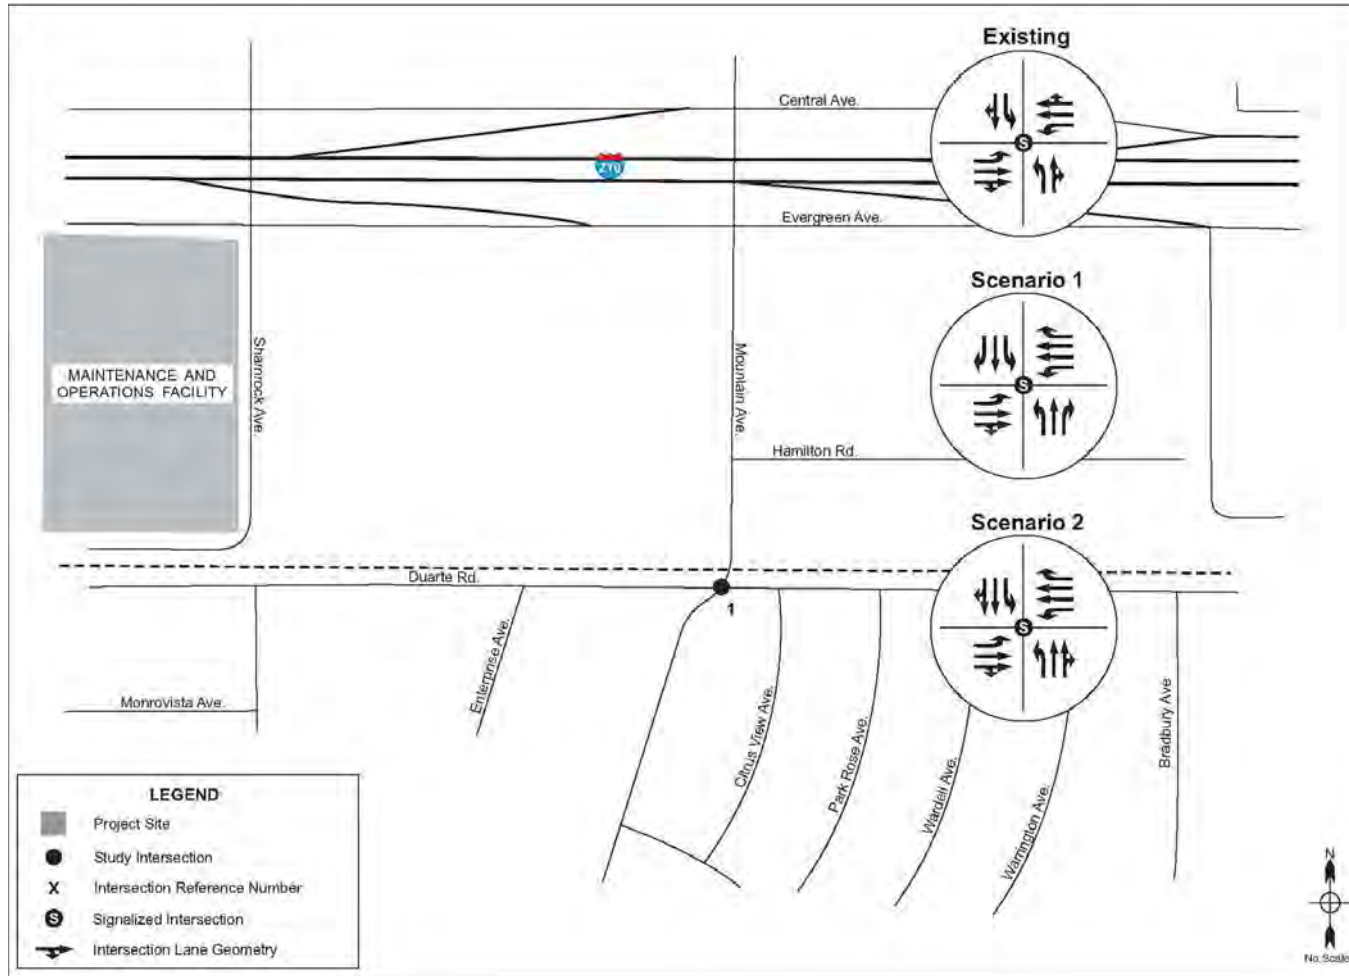 Existing
Central Ave.
S
210
Evergreen Ave.
Scenario 1
S
MAINTENANCE AND
OPERATIONS FACILITY
Shamrock Ave.
Mountain Ave.
Hamilton Rd.
Scenario 2
S
Duarte Rd.
1
Monrovista Ave.
Enterprise Ave.
Citrus View Ave.
Park Rose Ave.
Wardell Ave.
Warrington Ave.
Bradbury Ave
LEGEND
Project Site
Study Intersection
X Intersection Reference Number
S Signalized Intersection
Intersection Lane Geometry
N
No Scale